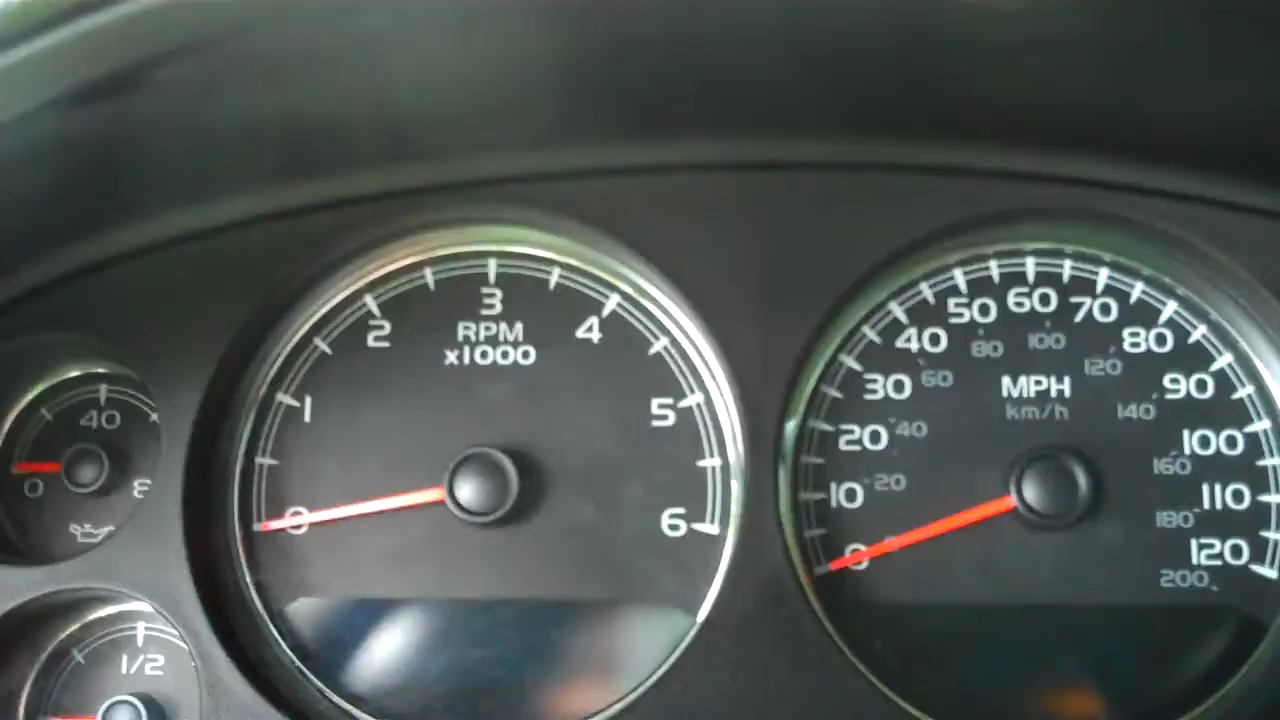 0 1 2 3 4 5 6
RPM
x1000
0 10 20 30 40 50 60 70 80 90 100 110 120
20 40 60 80 100 120 140 160 180 200
MPH
km/h
0 40
1/2